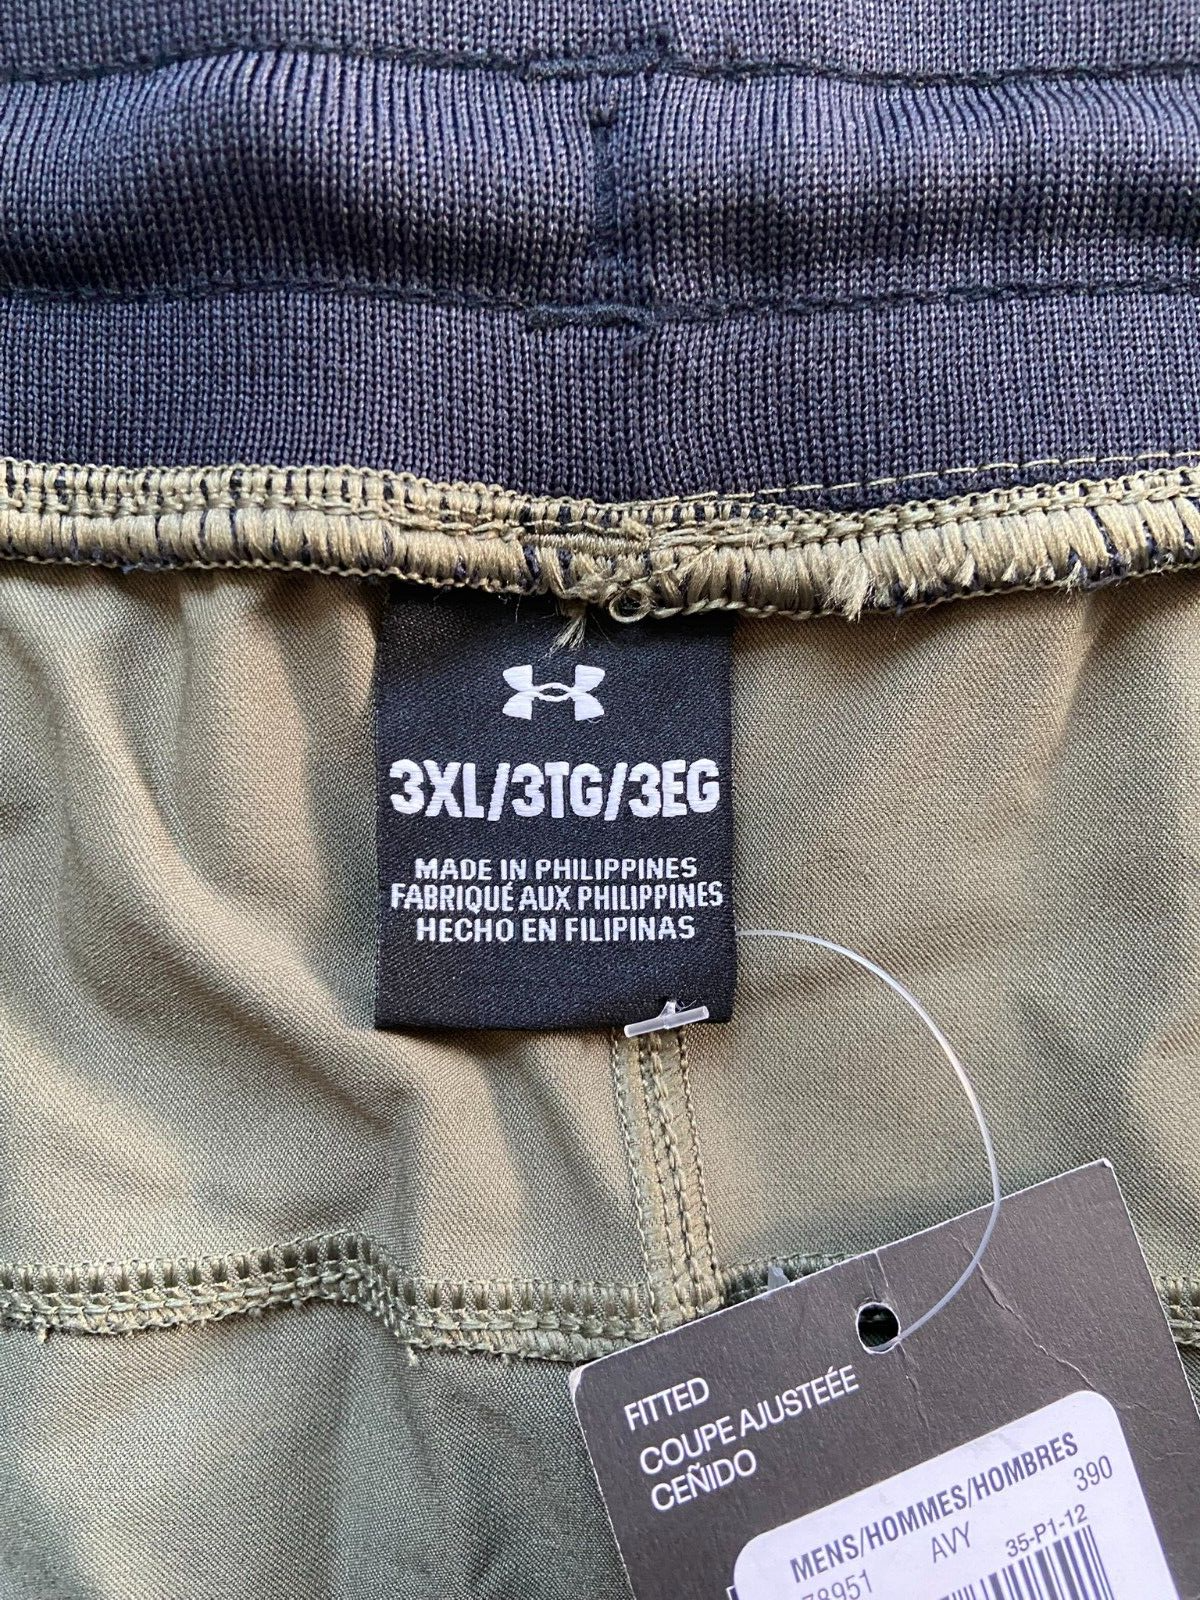 3XL/3TG/3EG
MADE IN PHILIPPINES
FABRIQUÉ AUX PHILIPPINES
HECHO EN FILIPINAS
FITTED
COUPE AJUSTEÉE
CEÑIDO
MENS/HOMMES/HOMBRES
AVY 390
78951 35-P1-12